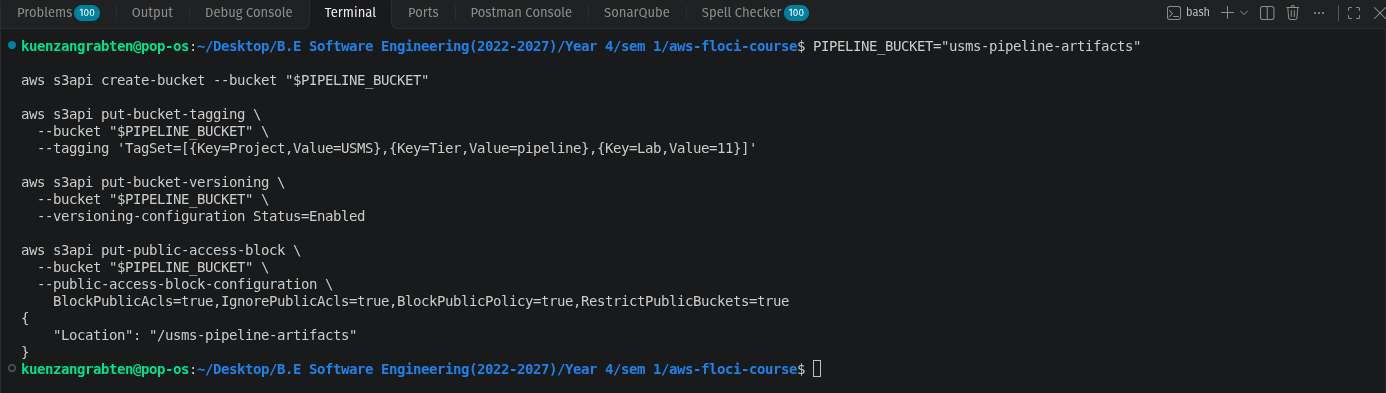 Problems 100 Output Debug Console Terminal Ports Postman Console SonarQube Spell Checker 100 bash
kuenzangrabten@pop-os:~/Desktop/B.E Software Engineering(2022-2027)/Year 4/sem 1/aws-floci-course$ PIPELINE_BUCKET="usms-pipeline-artifacts"
aws s3api create-bucket --bucket "$PIPELINE_BUCKET"
aws s3api put-bucket-tagging \
--bucket "$PIPELINE_BUCKET" \
--tagging 'TagSet=[{Key=Project,Value=USMS},{Key=Tier,Value=pipeline},{Key=Lab,Value=11}]'
aws s3api put-bucket-versioning \
--bucket "$PIPELINE_BUCKET" \
--versioning-configuration Status=Enabled
aws s3api put-public-access-block \
--bucket "$PIPELINE_BUCKET" \
--public-access-block-configuration \
BlockPublicAcls=true,IgnorePublicAcls=true,BlockPublicPolicy=true,RestrictPublicBuckets=true
{
"Location": "/usms-pipeline-artifacts"
}
kuenzangrabten@pop-os:~/Desktop/B.E Software Engineering(2022-2027)/Year 4/sem 1/aws-floci-course$